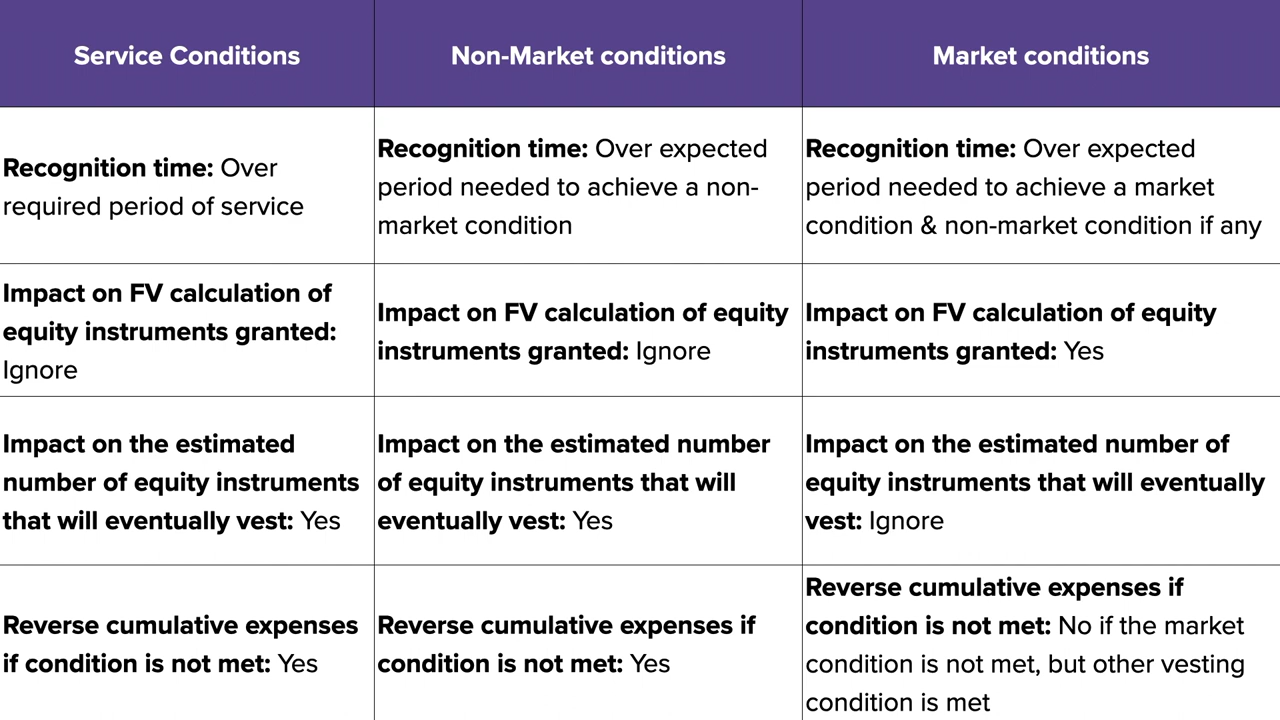 Service Conditions
Non-Market conditions
Market conditions
Recognition time: Over
required period of service
Recognition time: Over expected
period needed to achieve a non-
market condition
Recognition time: Over expected
period needed to achieve a market
condition & non-market condition if any
Impact on FV calculation of
equity instruments granted:
Ignore
Impact on FV calculation of equity
instruments granted: Ignore
Impact on FV calculation of equity
instruments granted: Yes
Impact on the estimated
number of equity instruments
that will eventually vest: Yes
Impact on the estimated number
of equity instruments that will
eventually vest: Yes
Impact on the estimated number of
equity instruments that will eventually
vest: Ignore
Reverse cumulative expenses
if condition is not met: Yes
Reverse cumulative expenses if
condition is not met: Yes
Reverse cumulative expenses if
condition is not met: No if the market
condition is not met, but other vesting
condition is met